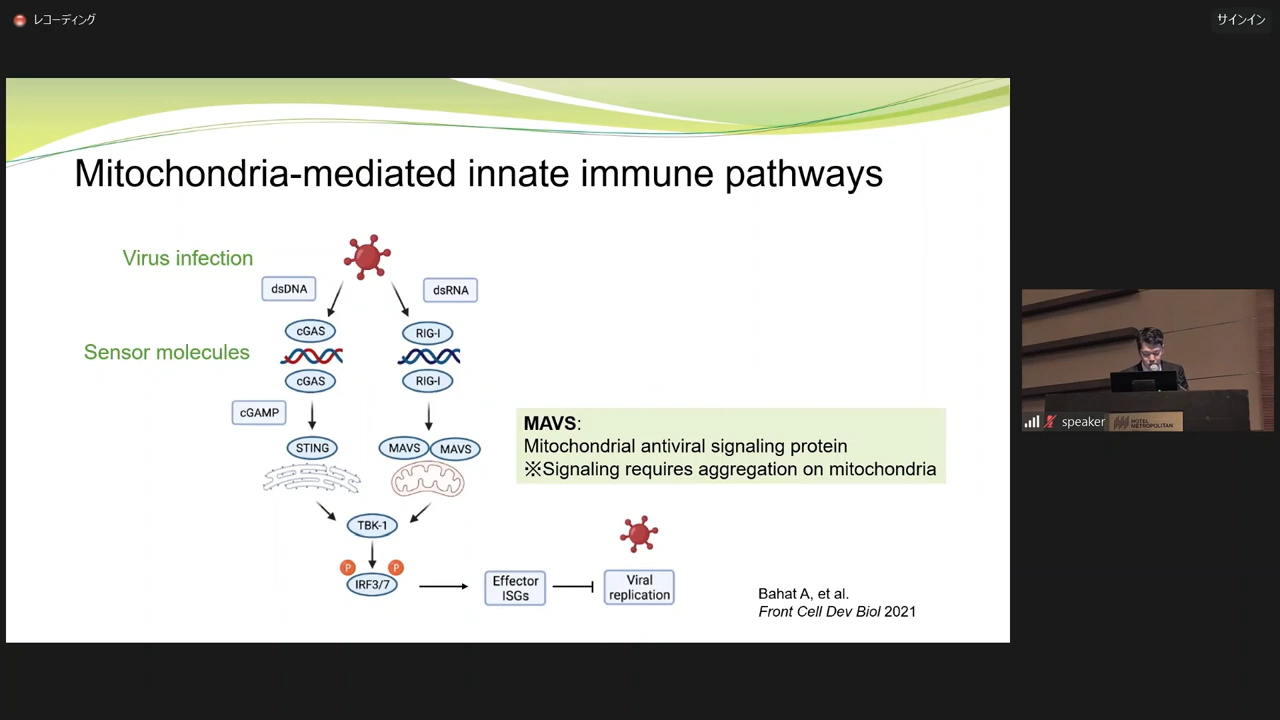 レコーディング
サインイン
Mitochondria-mediated innate immune pathways
Virus infection
dsDNA
dsRNA
cGAS
RIG-I
Sensor molecules
cGAS
RIG-I
cGAMP
STING
MAVS
MAVS
MAVS:
Mitochondrial antiviral signaling protein
※Signaling requires aggregation on mitochondria
TBK-1
P
P
IRF3/7
Effector
ISGs
Viral
replication
Bahat A, et al.
Front Cell Dev Biol 2021
speaker
HOTEL
METROPOLITAN